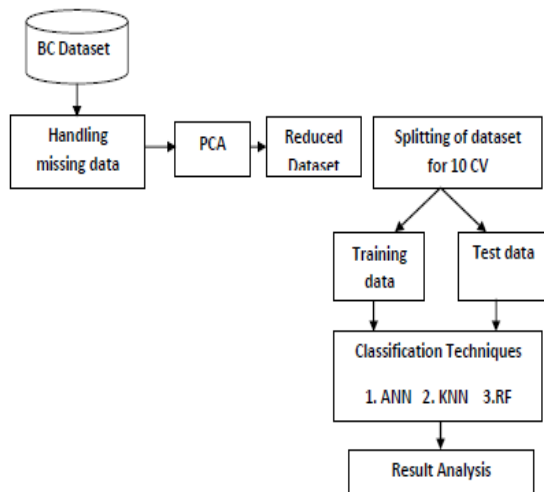 BC Dataset
Handling
missing data
PCA
Reduced
Dataset
Splitting of dataset
for 10 CV
Training
data
Test data
Classification Techniques
1. ANN 2. KNN 3.RF
Result Analysis